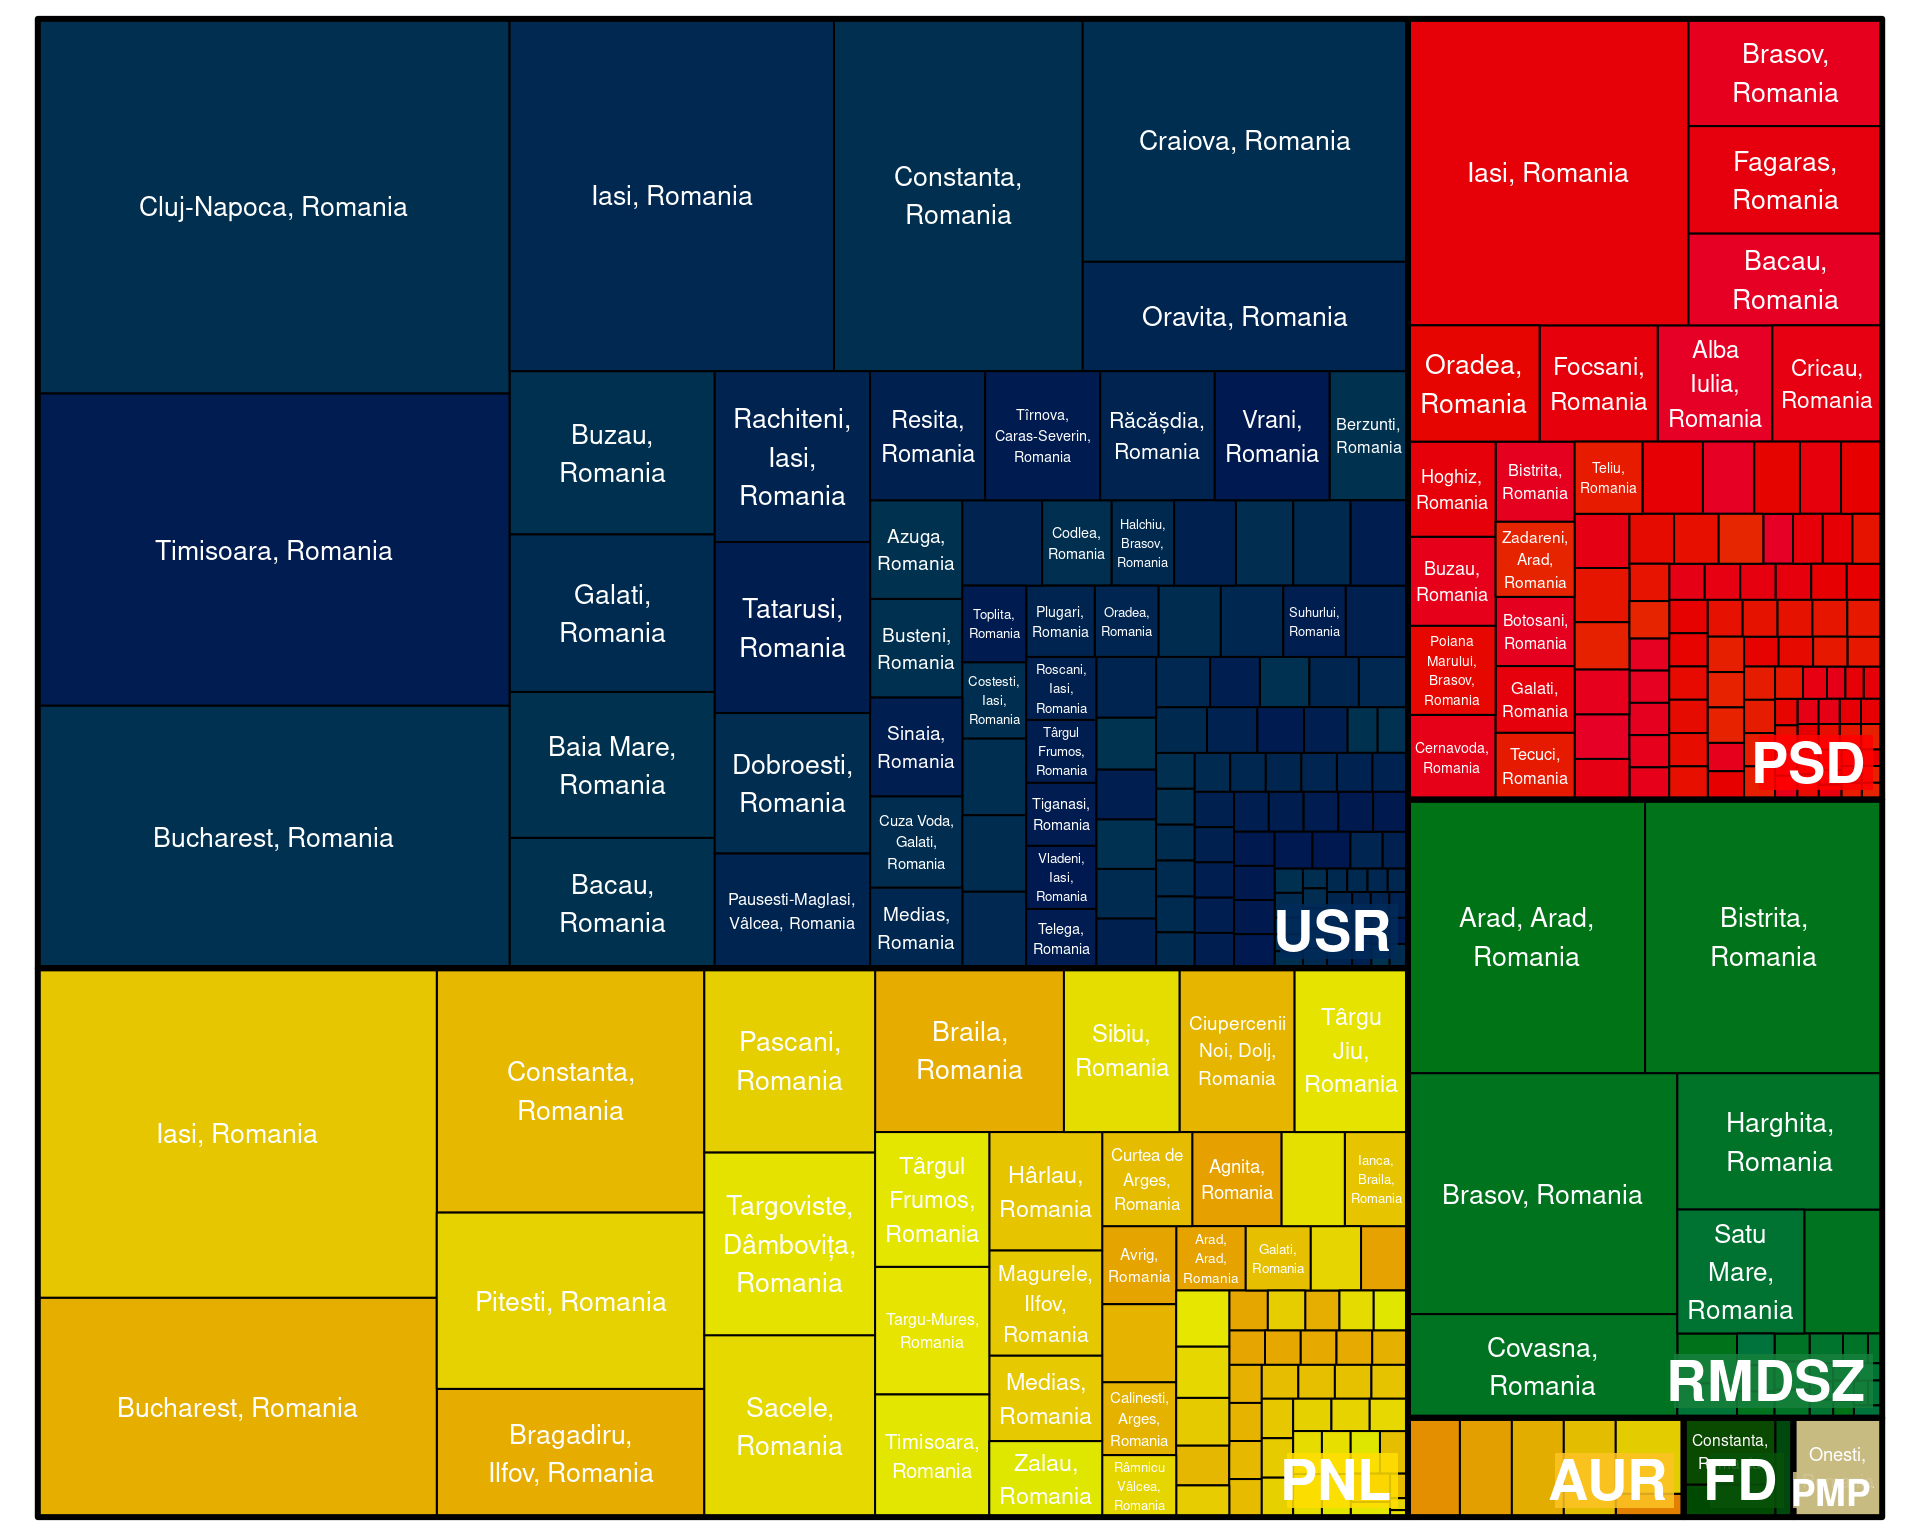 Cluj-Napoca, Romania
Timisoara, Romania
Bucharest, Romania
Iasi, Romania
Constanta,
Romania
Craiova, Romania
Oravita, Romania
Buzau,
Romania
Galati,
Romania
Baia Mare,
Romania
Bacau,
Romania
Rachiteni,
Iasi,
Romania
Tatarusi,
Romania
Dobroesti,
Romania
Pausesti-Maglasi,
Vâlcea, Romania
Resita,
Romania
Tîrnova,
Caras-Severin,
Romania
Răcășdia,
Romania
Vrani,
Romania
Berzunti,
Romania
Azuga,
Romania
Busteni,
Romania
Sinaia,
Romania
Cuza Voda,
Galati,
Romania
Medias,
Romania
Codlea,
Romania
Halchiu,
Brasov,
Romania
Toplita,
Romania
Costesti,
Iasi,
Romania
Plugari,
Romania
Oradea,
Romania
Suhurlui,
Romania
Roscani,
Iasi,
Romania
Târgul
Frumos,
Romania
Tiganasi,
Romania
Vladeni,
Iasi,
Romania
Telega,
Romania
USR
Iasi, Romania
Brasov,
Romania
Fagaras,
Romania
Bacau,
Romania
Oradea,
Romania
Focsani,
Romania
Alba
Iulia,
Romania
Cricau,
Romania
Hoghiz,
Romania
Buzau,
Romania
Poiana
Marului,
Brasov,
Romania
Cernavoda,
Romania
Bistrita,
Romania
Zadareni,
Arad,
Romania
Botosani,
Romania
Galati,
Romania
Tecuci,
Romania
Teliu,
Romania
PSD
Iasi, Romania
Bucharest, Romania
Constanta,
Romania
Pitesti, Romania
Bragadiru,
Ilfov, Romania
Pascani,
Romania
Targoviste,
Dâmbovița,
Romania
Sacele,
Romania
Braila,
Romania
Sibiu,
Romania
Ciupercenii
Noi, Dolj,
Romania
Târgu
Jiu,
Romania
Târgul
Frumos,
Romania
Targu-Mures,
Romania
Timisoara,
Romania
Hârlau,
Romania
Magurele,
Ilfov,
Romania
Medias,
Romania
Zalau,
Romania
Curtea de
Arges,
Romania
Agnita,
Romania
Ianca,
Braila,
Romania
Avrig,
Romania
Arad,
Arad,
Romania
Galati,
Romania
Calinesti,
Arges,
Romania
Râmnicu
Vâlcea,
Romania
PNL
Arad, Arad,
Romania
Bistrita,
Romania
Brasov, Romania
Harghita,
Romania
Satu
Mare,
Romania
Covasna,
Romania
RMDSZ
AUR
Constanta,
FD
Onesti,
PMP